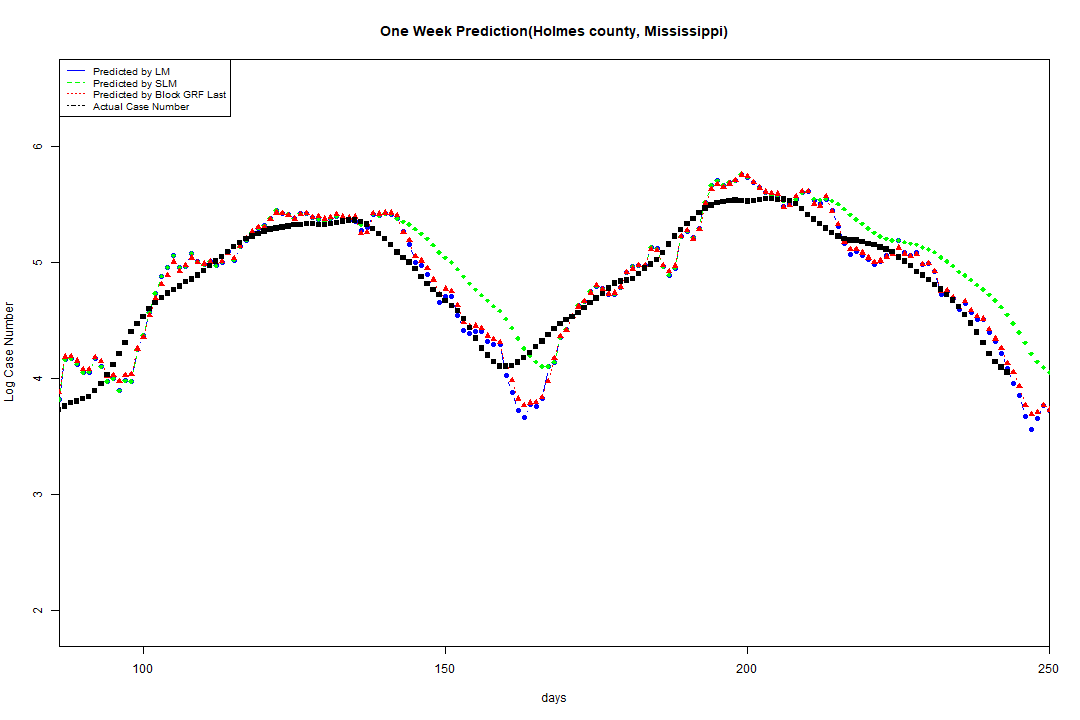 One Week Prediction(Holmes county, Mississippi)
Predicted by LM
Predicted by SLM
Predicted by Block GRF Last
Actual Case Number
Log Case Number
6
5
4
3
2
100 150 200 250
days